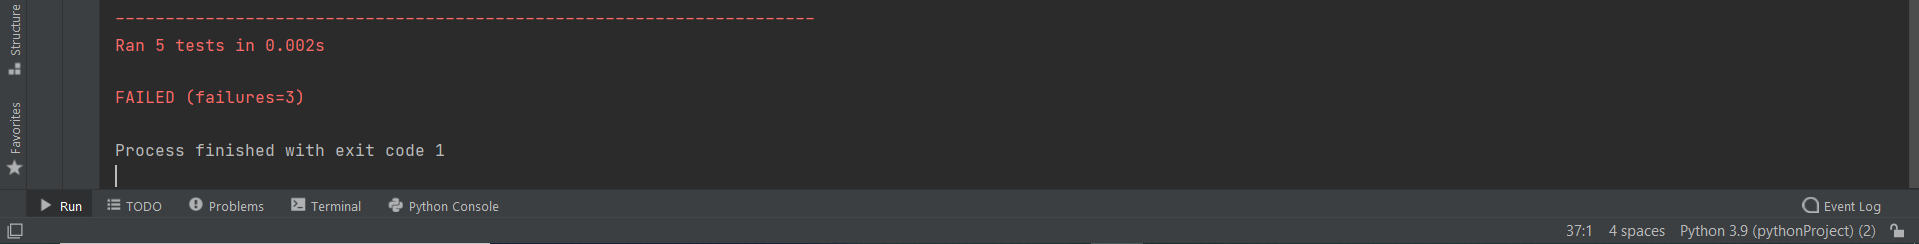 Structure
Favorites
----------------------------------------------------------------------
Ran 5 tests in 0.002s
FAILED (failures=3)
Process finished with exit code 1
Run TODO Problems Terminal Python Console Event Log
37:1 4 spaces Python 3.9 (pythonProject) (2)